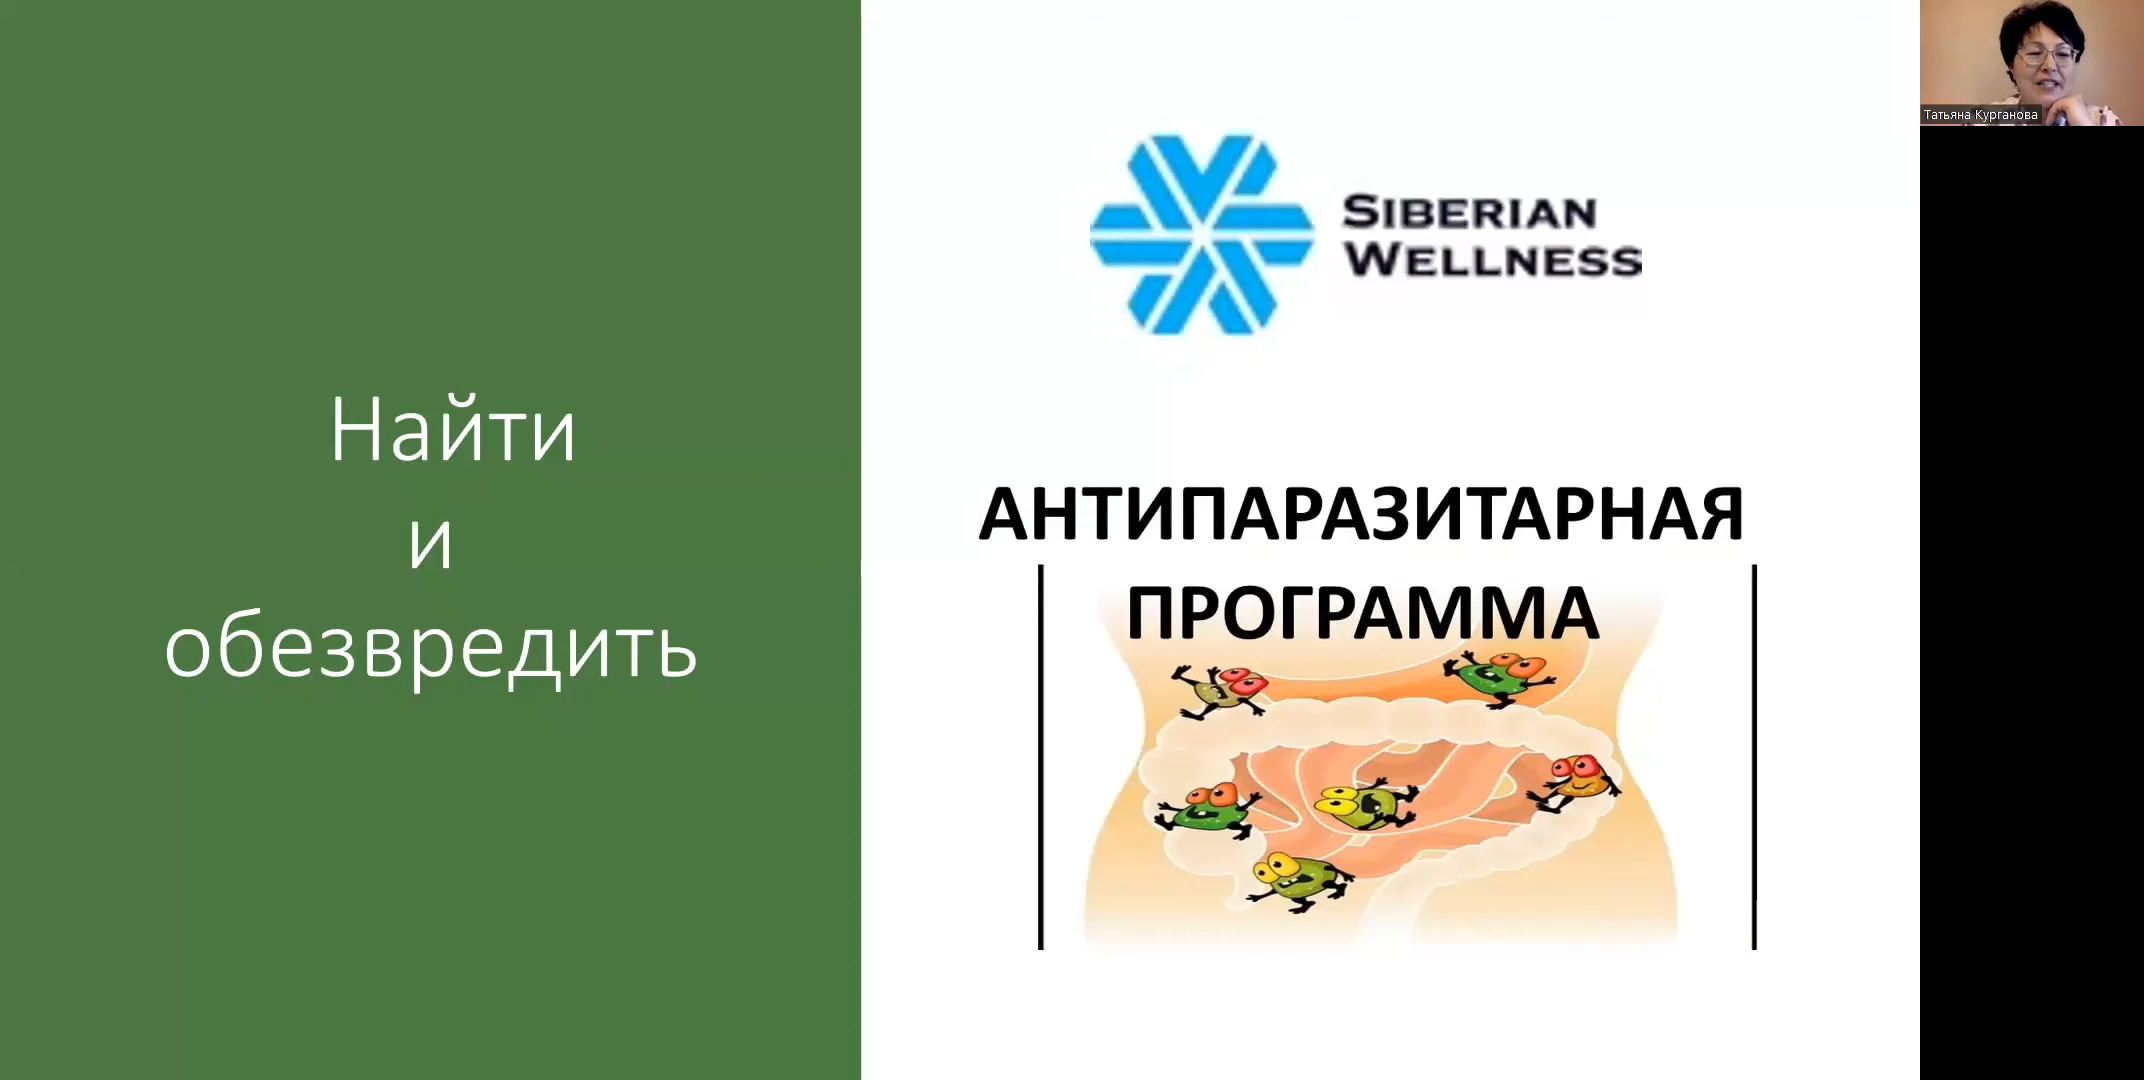 Найти
и
обезвредить
SIBERIAN
WELLNESS
АНТИПАРАЗИТАРНАЯ
ПРОГРАММА
Татьяна Курганова